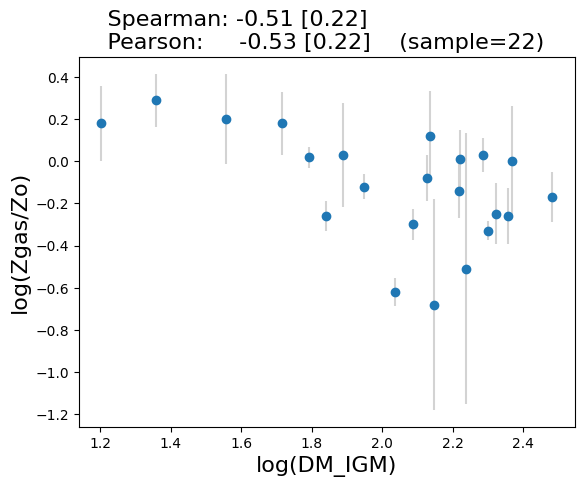 Spearman: -0.51 [0.22]
Pearson: -0.53 [0.22] (sample=22)
log(Zgas/Zo)
0.4
0.2
0.0
−0.2
−0.4
−0.6
−0.8
−1.0
−1.2
1.2 1.4 1.6 1.8 2.0 2.2 2.4
log(DM_IGM)